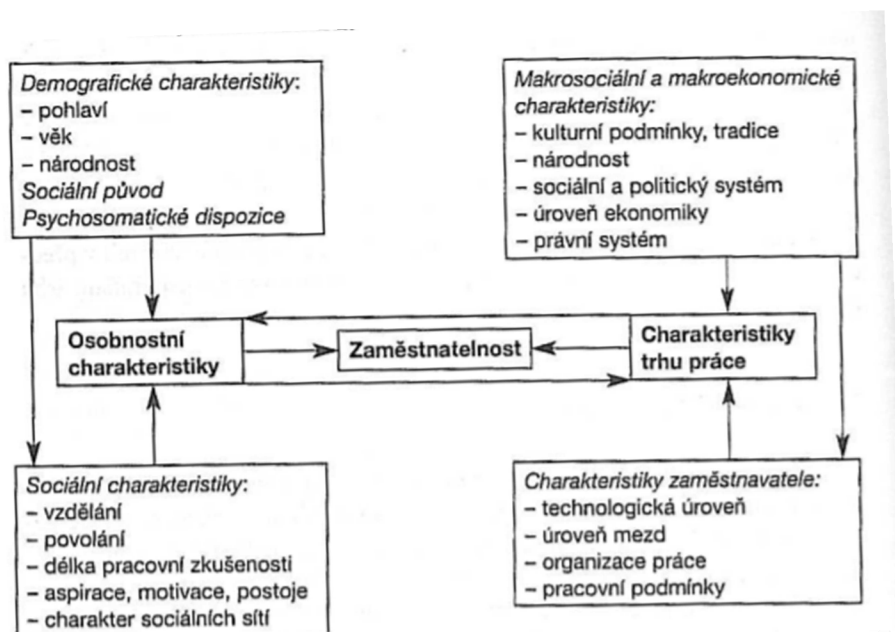 Demografické charakteristiky:
– pohlaví
– věk
– národnost
Sociální původ
Psychosomatické dispozice
Makrosociální a makroekonomické
charakteristiky:
– kulturní podmínky, tradice
– národnost
– sociální a politický systém
– úroveň ekonomiky
– právní systém
Osobnostní
charakteristiky
Zaměstnatelnost
Charakteristiky
trhu práce
Sociální charakteristiky:
– vzdělání
– povolání
– délka pracovní zkušenosti
– aspirace, motivace, postoje
– charakter sociálních sítí
Charakteristiky zaměstnavatele:
– technologická úroveň
– úroveň mezd
– organizace práce
– pracovní podmínky